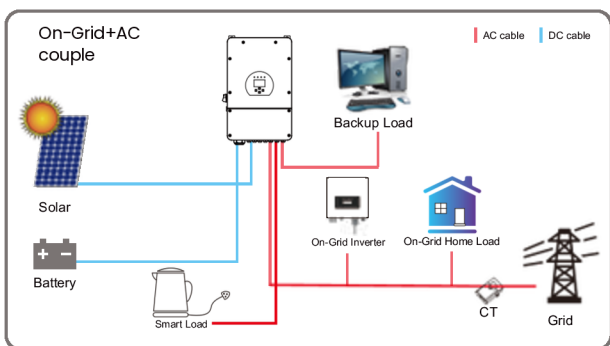 On-Grid+AC
couple
AC cable
DC cable
Backup Load
Solar
On-Grid Inverter
On-Grid Home Load
Battery
Smart Load
CT
Grid